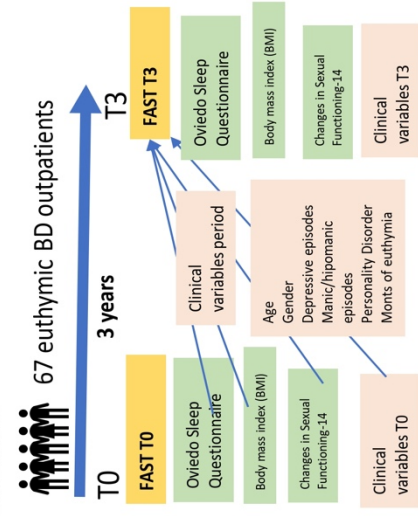 67 euthymic BD outpatients
3 years
T0
T3
FAST T0
Oviedo Sleep
Questionnaire
Body mass index (BMI)
Changes in Sexual
Functioning-14
Clinical
variables T0
Clinical
variables period
Age
Gender
Depressive episodes
Manic/hipomanic
episodes
Personality Disorder
Monts of euthymia
FAST T3
Oviedo Sleep
Questionnaire
Body mass index (BMI)
Changes in Sexual
Functioning-14
Clinical
variables T3